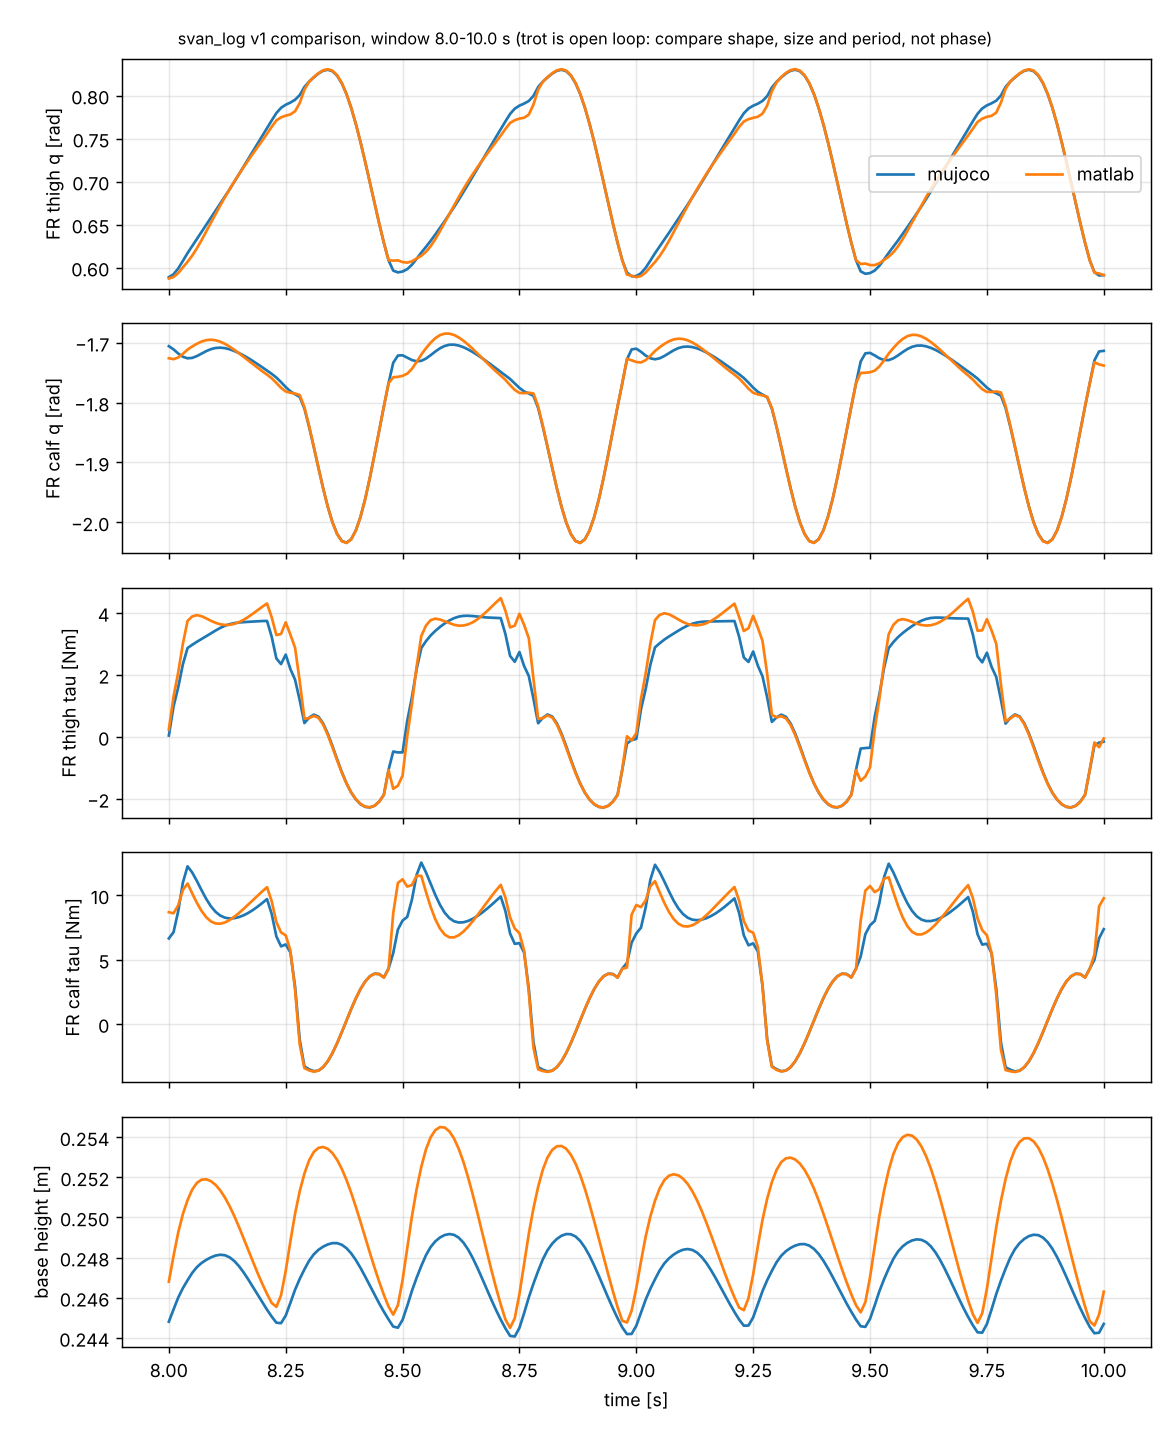 svan_log v1 comparison, window 8.0-10.0 s (trot is open loop: compare shape, size and period, not phase)
FR thigh q [rad]
0.80
0.75
0.70
0.65
0.60
mujoco
matlab
FR calf q [rad]
−1.7
−1.8
−1.9
−2.0
FR thigh tau [Nm]
4
2
0
−2
FR calf tau [Nm]
10
5
0
base height [m]
0.254
0.252
0.250
0.248
0.246
0.244
8.00 8.25 8.50 8.75 9.00 9.25 9.50 9.75 10.00
time [s]